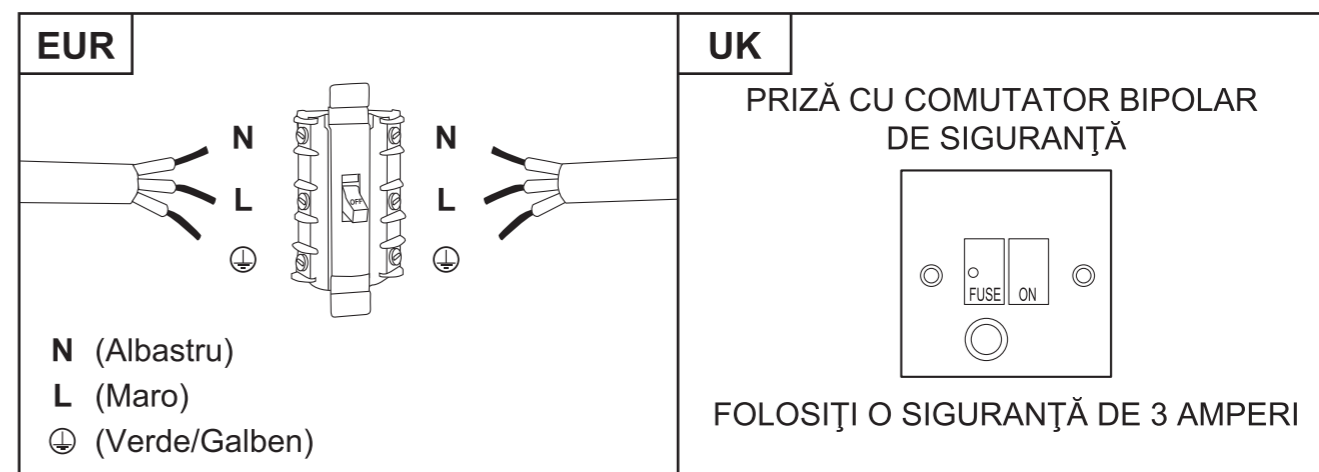 EUR
N
N
L
L
OFF
N (Albastru)
L (Maro)
(Verde/Galben)
UK
PRIZĂ CU COMUTATOR BIPOLAR
DE SIGURANŢĂ
FUSE ON
FOLOSIŢI O SIGURANŢĂ DE 3 AMPERI